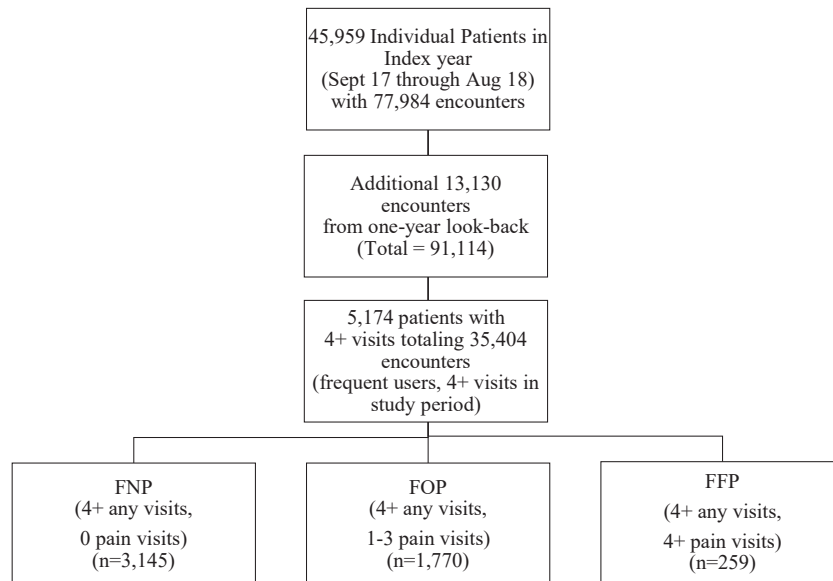 45,959 Individual Patients in
Index year
(Sept 17 through Aug 18)
with 77,984 encounters
Additional 13,130
encounters
from one-year look-back
(Total = 91,114)
5,174 patients with
4+ visits totaling 35,404
encounters
(frequent users, 4+ visits in
study period)
FNP
(4+ any visits,
0 pain visits)
(n=3,145)
FOP
(4+ any visits,
1-3 pain visits)
(n=1,770)
FFP
(4+ any visits,
4+ pain visits)
(n=259)